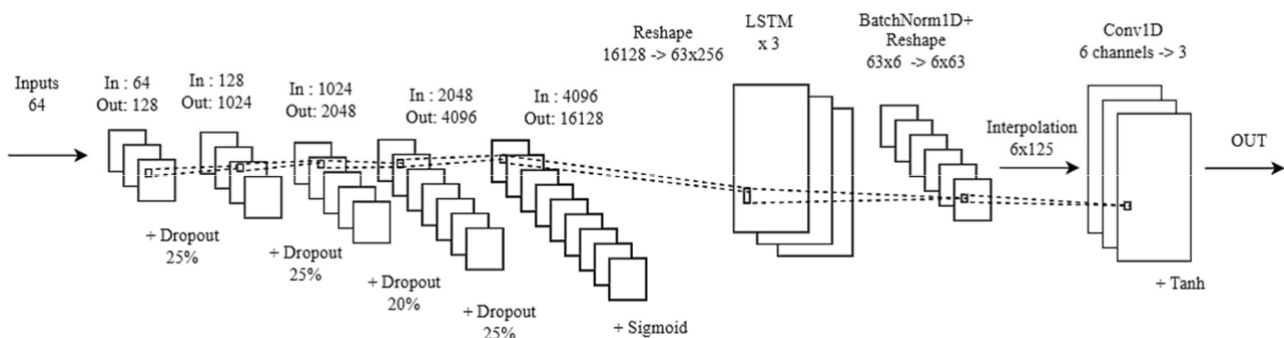 Inputs
64
In : 64
Out: 128
In : 128
Out: 1024
In : 1024
Out: 2048
In : 2048
Out: 4096
In : 4096
Out: 16128
Reshape
16128 -> 63x256
LSTM
x 3
BatchNorm1D+
Reshape
63x6 -> 6x63
Interpolation
6x125
Conv1D
6 channels -> 3
OUT
+ Dropout
25%
+ Dropout
25%
+ Dropout
20%
+ Dropout
25%
+ Sigmoid
+ Tanh